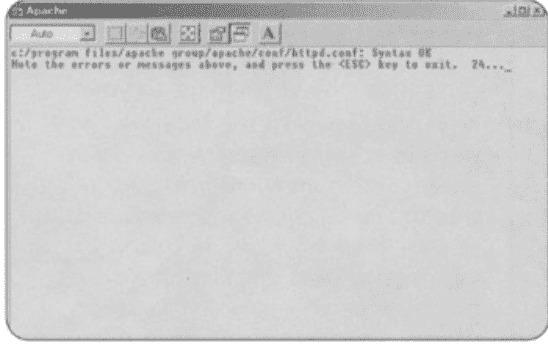 Apache
Auto
A
c:/program files/apache group/apache/conf/httpd.conf: Syntax OK
Note the errors or messages above, and press the <ESC> key to exit.  24..._